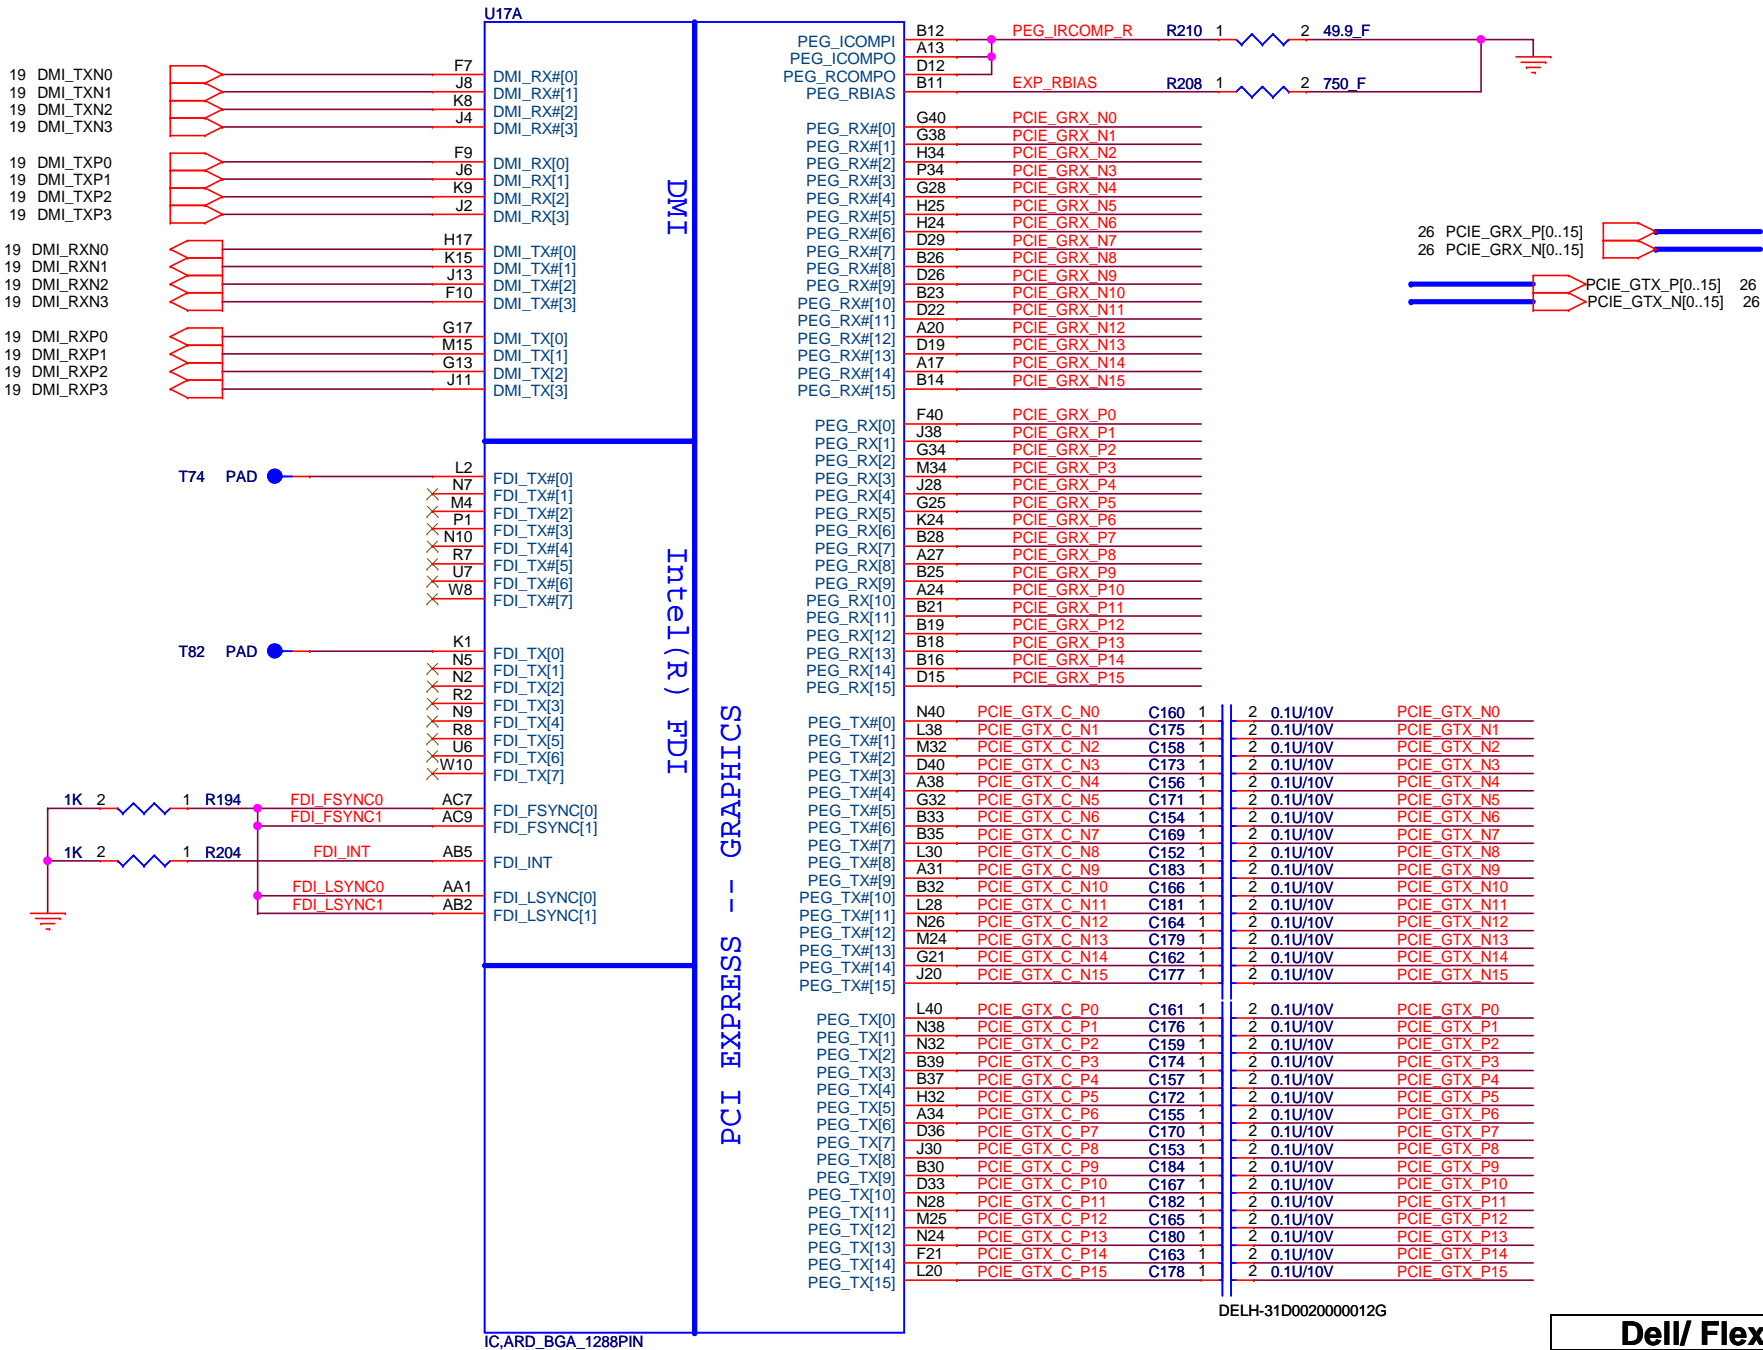 U17A
19 DMI_TXN0 F7 DMI_RX#[0]
19 DMI_TXN1 J8 DMI_RX#[1]
19 DMI_TXN2 K8 DMI_RX#[2]
19 DMI_TXN3 J4 DMI_RX#[3]
19 DMI_TXP0 F9 DMI_RX[0]
19 DMI_TXP1 J6 DMI_RX[1]
19 DMI_TXP2 K9 DMI_RX[2]
19 DMI_TXP3 J2 DMI_RX[3]
19 DMI_RXN0 H17 DMI_TX#[0]
19 DMI_RXN1 K15 DMI_TX#[1]
19 DMI_RXN2 J13 DMI_TX#[2]
19 DMI_RXN3 F10 DMI_TX#[3]
19 DMI_RXP0 G17 DMI_TX[0]
19 DMI_RXP1 M15 DMI_TX[1]
19 DMI_RXP2 G13 DMI_TX[2]
19 DMI_RXP3 J11 DMI_TX[3]
DMI
T74 PAD L2 FDI_TX#[0]
N7 FDI_TX#[1]
M4 FDI_TX#[2]
P1 FDI_TX#[3]
N10 FDI_TX#[4]
R7 FDI_TX#[5]
U7 FDI_TX#[6]
W8 FDI_TX#[7]
T82 PAD K1 FDI_TX[0]
N5 FDI_TX[1]
N2 FDI_TX[2]
R2 FDI_TX[3]
N9 FDI_TX[4]
R8 FDI_TX[5]
U6 FDI_TX[6]
W10 FDI_TX[7]
1K 2 1 R194 FDI_FSYNC0 AC7 FDI_FSYNC[0]
FDI_FSYNC1 AC9 FDI_FSYNC[1]
1K 2 1 R204 FDI_INT AB5 FDI_INT
FDI_LSYNC0 AA1 FDI_LSYNC[0]
FDI_LSYNC1 AB2 FDI_LSYNC[1]
Intel(R) FDI
PCI EXPRESS -- GRAPHICS
PEG_ICOMPI B12 PEG_IRCOMP_R R210 1 2 49.9_F
PEG_ICOMPO A13
PEG_RCOMPO D12
PEG_RBIAS B11 EXP_RBIAS R208 1 2 750_F
PEG_RX#[0] G40 PCIE_GRX_N0
PEG_RX#[1] G38 PCIE_GRX_N1
PEG_RX#[2] H34 PCIE_GRX_N2
PEG_RX#[3] P34 PCIE_GRX_N3
PEG_RX#[4] G28 PCIE_GRX_N4
PEG_RX#[5] H25 PCIE_GRX_N5
PEG_RX#[6] H24 PCIE_GRX_N6
PEG_RX#[7] D29 PCIE_GRX_N7
PEG_RX#[8] B26 PCIE_GRX_N8
PEG_RX#[9] D26 PCIE_GRX_N9
PEG_RX#[10] B23 PCIE_GRX_N10
PEG_RX#[11] D22 PCIE_GRX_N11
PEG_RX#[12] A20 PCIE_GRX_N12
PEG_RX#[13] D19 PCIE_GRX_N13
PEG_RX#[14] A17 PCIE_GRX_N14
PEG_RX#[15] B14 PCIE_GRX_N15
PEG_RX[0] F40 PCIE_GRX_P0
PEG_RX[1] J38 PCIE_GRX_P1
PEG_RX[2] G34 PCIE_GRX_P2
PEG_RX[3] M34 PCIE_GRX_P3
PEG_RX[4] J28 PCIE_GRX_P4
PEG_RX[5] G25 PCIE_GRX_P5
PEG_RX[6] K24 PCIE_GRX_P6
PEG_RX[7] B28 PCIE_GRX_P7
PEG_RX[8] A27 PCIE_GRX_P8
PEG_RX[9] B25 PCIE_GRX_P9
PEG_RX[10] A24 PCIE_GRX_P10
PEG_RX[11] B21 PCIE_GRX_P11
PEG_RX[12] B19 PCIE_GRX_P12
PEG_RX[13] B18 PCIE_GRX_P13
PEG_RX[14] B16 PCIE_GRX_P14
PEG_RX[15] D15 PCIE_GRX_P15
PEG_TX#[0] N40 PCIE_GTX_C_N0 C160 1 2 0.1U/10V PCIE_GTX_N0
PEG_TX#[1] L38 PCIE_GTX_C_N1 C175 1 2 0.1U/10V PCIE_GTX_N1
PEG_TX#[2] M32 PCIE_GTX_C_N2 C158 1 2 0.1U/10V PCIE_GTX_N2
PEG_TX#[3] D40 PCIE_GTX_C_N3 C173 1 2 0.1U/10V PCIE_GTX_N3
PEG_TX#[4] A38 PCIE_GTX_C_N4 C156 1 2 0.1U/10V PCIE_GTX_N4
PEG_TX#[5] G32 PCIE_GTX_C_N5 C171 1 2 0.1U/10V PCIE_GTX_N5
PEG_TX#[6] B33 PCIE_GTX_C_N6 C154 1 2 0.1U/10V PCIE_GTX_N6
PEG_TX#[7] B35 PCIE_GTX_C_N7 C169 1 2 0.1U/10V PCIE_GTX_N7
PEG_TX#[8] L30 PCIE_GTX_C_N8 C152 1 2 0.1U/10V PCIE_GTX_N8
PEG_TX#[9] A31 PCIE_GTX_C_N9 C183 1 2 0.1U/10V PCIE_GTX_N9
PEG_TX#[10] B32 PCIE_GTX_C_N10 C166 1 2 0.1U/10V PCIE_GTX_N10
PEG_TX#[11] L28 PCIE_GTX_C_N11 C181 1 2 0.1U/10V PCIE_GTX_N11
PEG_TX#[12] N26 PCIE_GTX_C_N12 C164 1 2 0.1U/10V PCIE_GTX_N12
PEG_TX#[13] M24 PCIE_GTX_C_N13 C179 1 2 0.1U/10V PCIE_GTX_N13
PEG_TX#[14] G21 PCIE_GTX_C_N14 C162 1 2 0.1U/10V PCIE_GTX_N14
PEG_TX#[15] J20 PCIE_GTX_C_N15 C177 1 2 0.1U/10V PCIE_GTX_N15
PEG_TX[0] L40 PCIE_GTX_C_P0 C161 1 2 0.1U/10V PCIE_GTX_P0
PEG_TX[1] N38 PCIE_GTX_C_P1 C176 1 2 0.1U/10V PCIE_GTX_P1
PEG_TX[2] N32 PCIE_GTX_C_P2 C159 1 2 0.1U/10V PCIE_GTX_P2
PEG_TX[3] B39 PCIE_GTX_C_P3 C174 1 2 0.1U/10V PCIE_GTX_P3
PEG_TX[4] B37 PCIE_GTX_C_P4 C157 1 2 0.1U/10V PCIE_GTX_P4
PEG_TX[5] H32 PCIE_GTX_C_P5 C172 1 2 0.1U/10V PCIE_GTX_P5
PEG_TX[6] A34 PCIE_GTX_C_P6 C155 1 2 0.1U/10V PCIE_GTX_P6
PEG_TX[7] D36 PCIE_GTX_C_P7 C170 1 2 0.1U/10V PCIE_GTX_P7
PEG_TX[8] J30 PCIE_GTX_C_P8 C153 1 2 0.1U/10V PCIE_GTX_P8
PEG_TX[9] B30 PCIE_GTX_C_P9 C184 1 2 0.1U/10V PCIE_GTX_P9
PEG_TX[10] D33 PCIE_GTX_C_P10 C167 1 2 0.1U/10V PCIE_GTX_P10
PEG_TX[11] N28 PCIE_GTX_C_P11 C182 1 2 0.1U/10V PCIE_GTX_P11
PEG_TX[12] M25 PCIE_GTX_C_P12 C165 1 2 0.1U/10V PCIE_GTX_P12
PEG_TX[13] N24 PCIE_GTX_C_P13 C180 1 2 0.1U/10V PCIE_GTX_P13
PEG_TX[14] F21 PCIE_GTX_C_P14 C163 1 2 0.1U/10V PCIE_GTX_P14
PEG_TX[15] L20 PCIE_GTX_C_P15 C178 1 2 0.1U/10V PCIE_GTX_P15
26 PCIE_GRX_P[0..15]
26 PCIE_GRX_N[0..15]
PCIE_GTX_P[0..15] 26
PCIE_GTX_N[0..15] 26
DELH-31D0020000012G
IC,ARD_BGA_1288PIN
Dell/ Flex